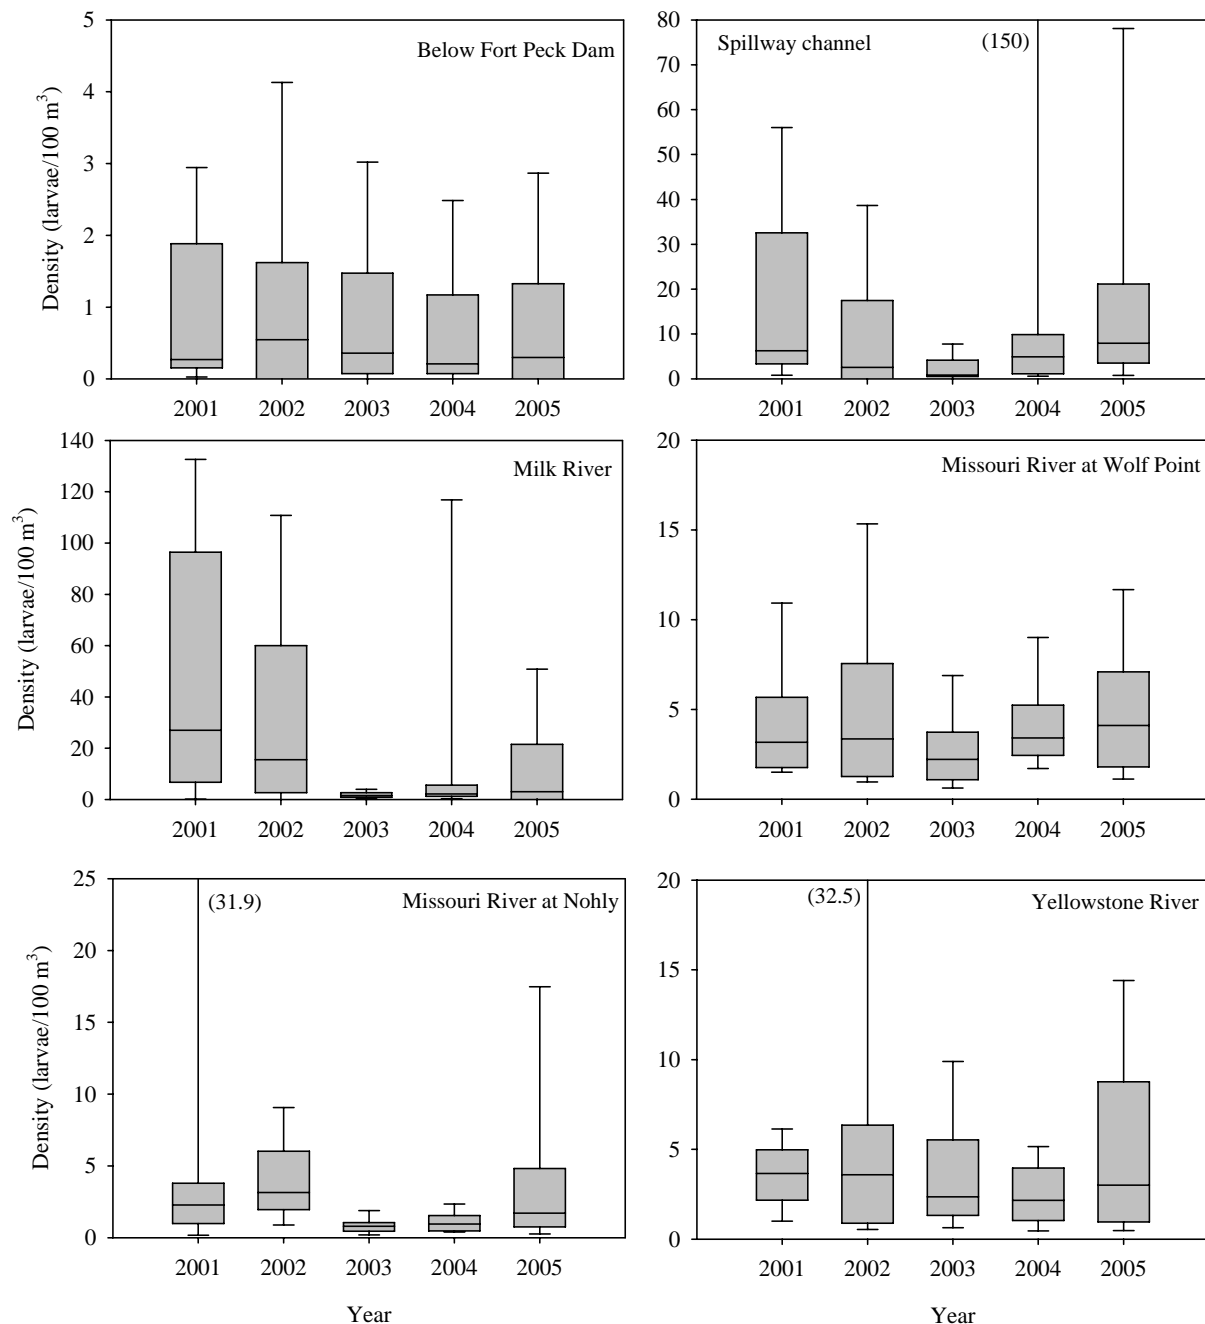 Below Fort Peck Dam
Density (larvae/100 m³)
5
4
3
2
1
0
2001 2002 2003 2004 2005
Spillway channel
(150)
80
70
60
50
40
30
20
10
0
2001 2002 2003 2004 2005
Milk River
Density (larvae/100 m³)
140
120
100
80
60
40
20
0
2001 2002 2003 2004 2005
Missouri River at Wolf Point
20
15
10
5
0
2001 2002 2003 2004 2005
Missouri River at Nohly
(31.9)
Density (larvae/100 m³)
25
20
15
10
5
0
2001 2002 2003 2004 2005
Year
Yellowstone River
(32.5)
20
15
10
5
0
2001 2002 2003 2004 2005
Year